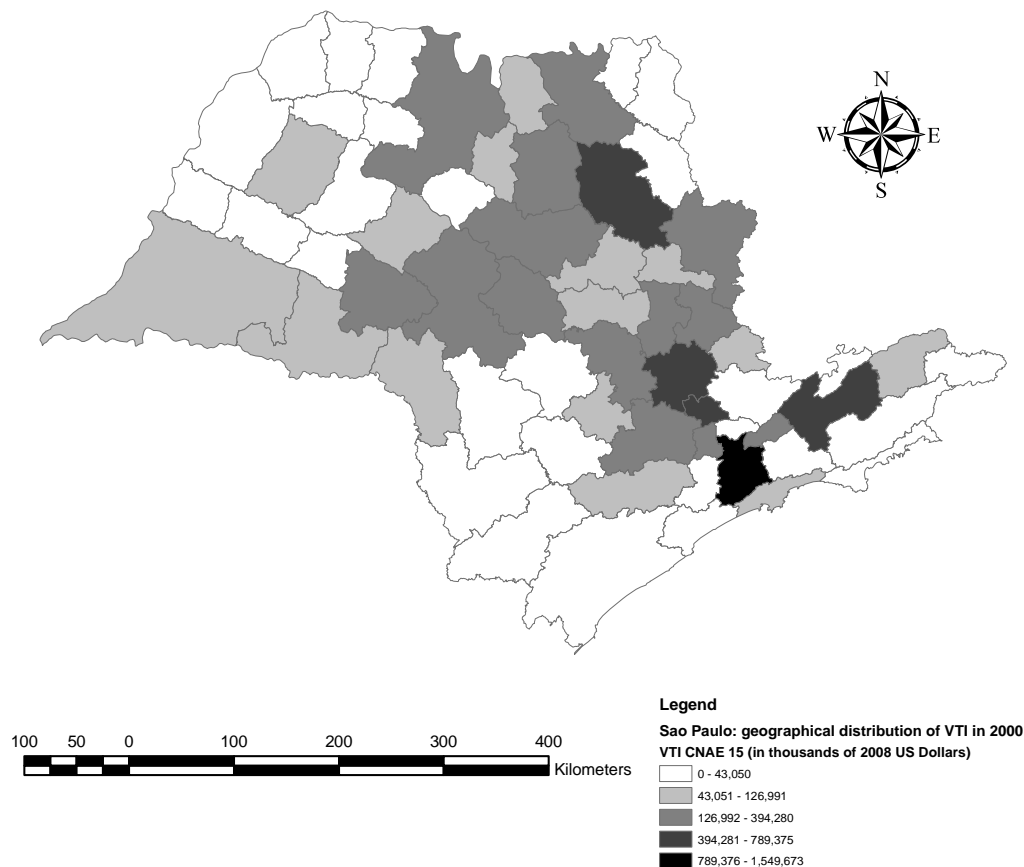 N
W E
S
Legend
Sao Paulo: geographical distribution of VTI in 2000
VTI CNAE 15 (in thousands of 2008 US Dollars)
0 - 43,050
43,051 - 126,991
126,992 - 394,280
394,281 - 789,375
789,376 - 1,549,673
100 50 0 100 200 300 400
Kilometers